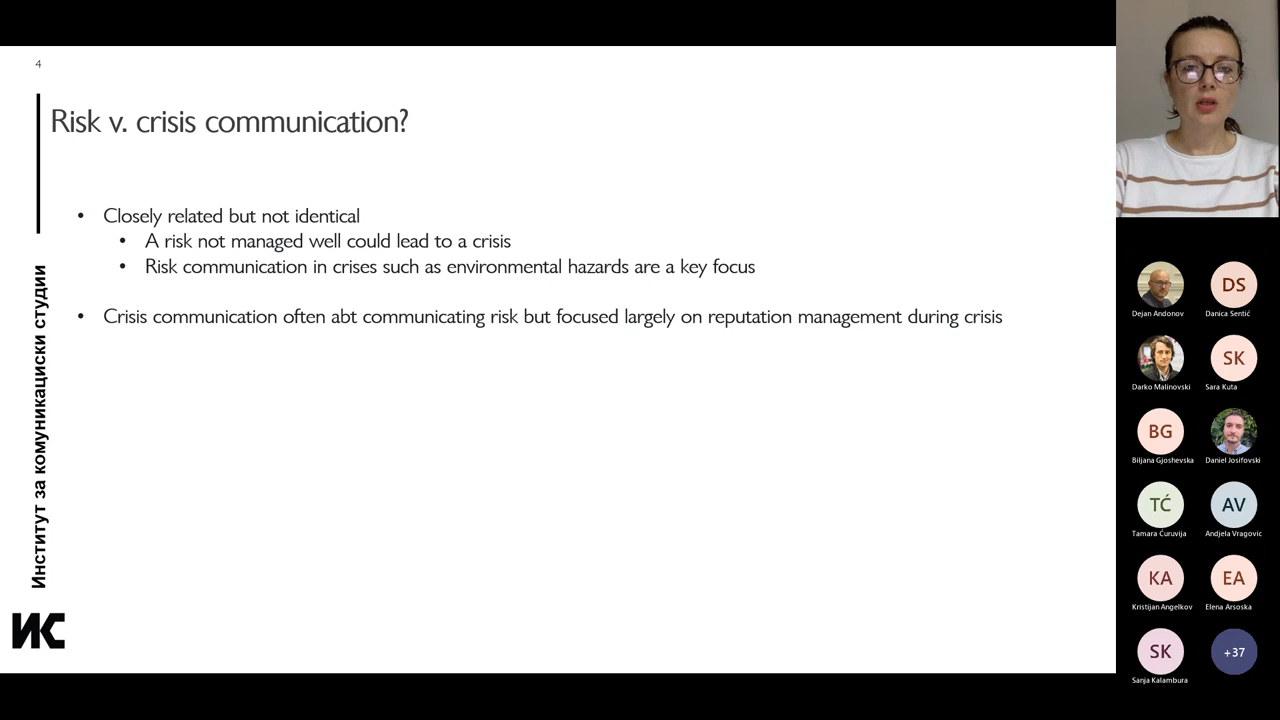 4
Risk v. crisis communication?
• Closely related but not identical
• A risk not managed well could lead to a crisis
• Risk communication in crises such as environmental hazards are a key focus
• Crisis communication often abt communicating risk but focused largely on reputation management during crisis
Институт за комуникациски студии
ИС
Dejan Andonov
DS
Danica Sentić
Darko Malinovski
SK
Sara Kuta
BG
Biljana Gjoshevska
Daniel Josifovski
TĆ
Tamara Ćuruvija
AV
Andjela Vragovic
KA
Kristijan Angelkov
EA
Elena Arsoska
SK
Sanja Kalambura
+37